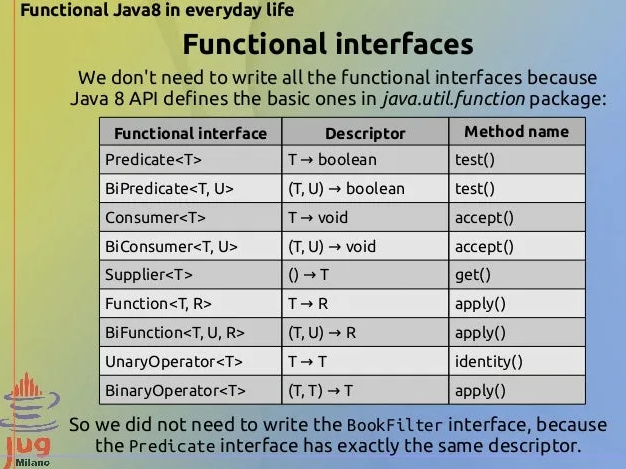 Functional Java8 in everyday life
Functional interfaces
We don't need to write all the functional interfaces because
Java 8 API defines the basic ones in java.util.function package:
Functional interface Descriptor Method name
Predicate<T> T → boolean test()
BiPredicate<T, U> (T, U) → boolean test()
Consumer<T> T → void accept()
BiConsumer<T, U> (T, U) → void accept()
Supplier<T> () → T get()
Function<T, R> T → R apply()
BiFunction<T, U, R> (T, U) → R apply()
UnaryOperator<T> T → T identity()
BinaryOperator<T> (T, T) → T apply()
So we did not need to write the BookFilter interface, because
the Predicate interface has exactly the same descriptor.
jug
Milano